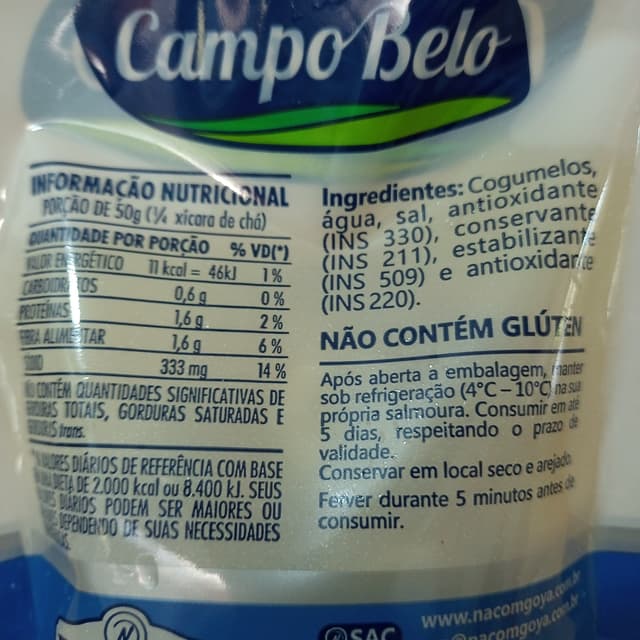 Campo Belo
INFORMAÇÃO NUTRICIONAL
PORÇÃO DE 50g (¼ xícara de chá)
QUANTIDADE POR PORÇÃO % VD(*)
VALOR ENERGÉTICO 11 kcal = 46kJ 1%
CARBOIDRATOS 0,6 g 0%
PROTEÍNAS 1,6 g 2%
FIBRA ALIMENTAR 1,6 g 6%
SÓDIO 333 mg 14%
NÃO CONTÉM QUANTIDADES SIGNIFICATIVAS DE
GORDURAS TOTAIS, GORDURAS SATURADAS E
GORDURAS trans.
VALORES DIÁRIOS DE REFERÊNCIA COM BASE
UMA DIETA DE 2.000 kcal ou 8.400 kJ. SEUS
VALORES DIÁRIOS PODEM SER MAIORES OU
DEPENDENDO DE SUAS NECESSIDADES
Ingredientes: Cogumelos,
água, sal, antioxidante
(INS 330), conservante
(INS 211), estabilizante
(INS 509) e antioxidante
(INS 220).
NÃO CONTÉM GLÚTEN
Após aberta a embalagem, manter
sob refrigeração (4°C – 10°C) na sua
própria salmoura. Consumir em até
5 dias, respeitando o prazo de
validade.
Conservar em local seco e arejado.
Ferver durante 5 minutos antes de
consumir.
www.nacomgoya.com.br
SAC nacomgoya.com.br